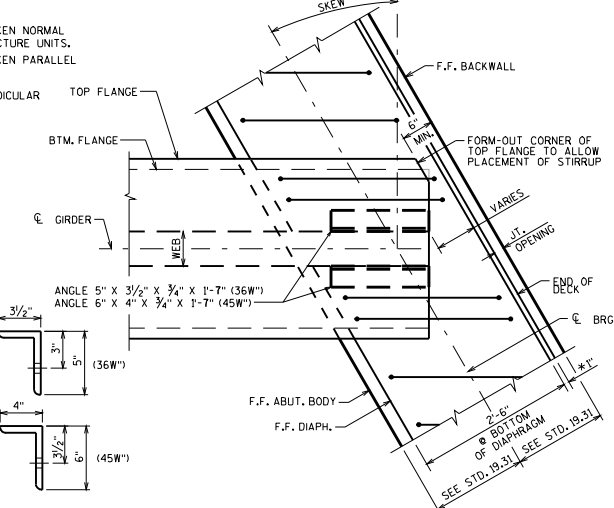 KEN NORMAL
CTURE UNITS.
KEN PARALLEL
DICULAR
SKEW
F.F. BACKWALL
TOP FLANGE
6"
MIN.
BTM. FLANGE
FORM-OUT CORNER OF
TOP FLANGE TO ALLOW
PLACEMENT OF STIRRUP
VARIES
℄ GIRDER
WEB
JT.
OPENING
ANGLE 5" X 3½" X ¾" X 1'-7" (36W")
ANGLE 6" X 4" X ¾" X 1'-7" (45W")
END OF
DECK
℄ BRG
3½"
3"
5"
(36W")
*1"
F.F. ABUT. BODY
F.F. DIAPH.
2'-6"
@ BOTTOM
OF DIAPHRAGM
4"
3½"
6"
(45W")
SEE STD. 19.31
SEE STD. 19.31